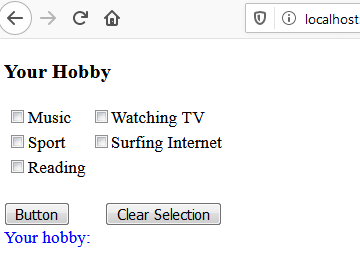 localhost
Your Hobby
Music Watching TV
Sport Surfing Internet
Reading
Button Clear Selection
Your hobby: